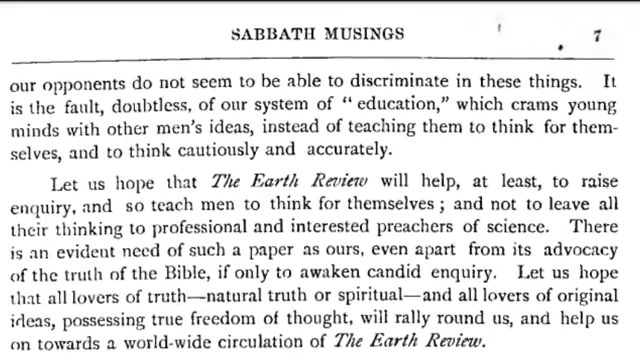 SABBATH MUSINGS 7
our opponents do not seem to be able to discriminate in these things. It
is the fault, doubtless, of our system of “education,” which crams young
minds with other men's ideas, instead of teaching them to think for them-
selves, and to think cautiously and accurately.
Let us hope that The Earth Review will help, at least, to raise
enquiry, and so teach men to think for themselves; and not to leave all
their thinking to professional and interested preachers of science. There
is an evident need of such a paper as ours, even apart from its advocacy
of the truth of the Bible, if only to awaken candid enquiry. Let us hope
that all lovers of truth—natural truth or spiritual—and all lovers of original
ideas, possessing true freedom of thought, will rally round us, and help us
on towards a world-wide circulation of The Earth Review.